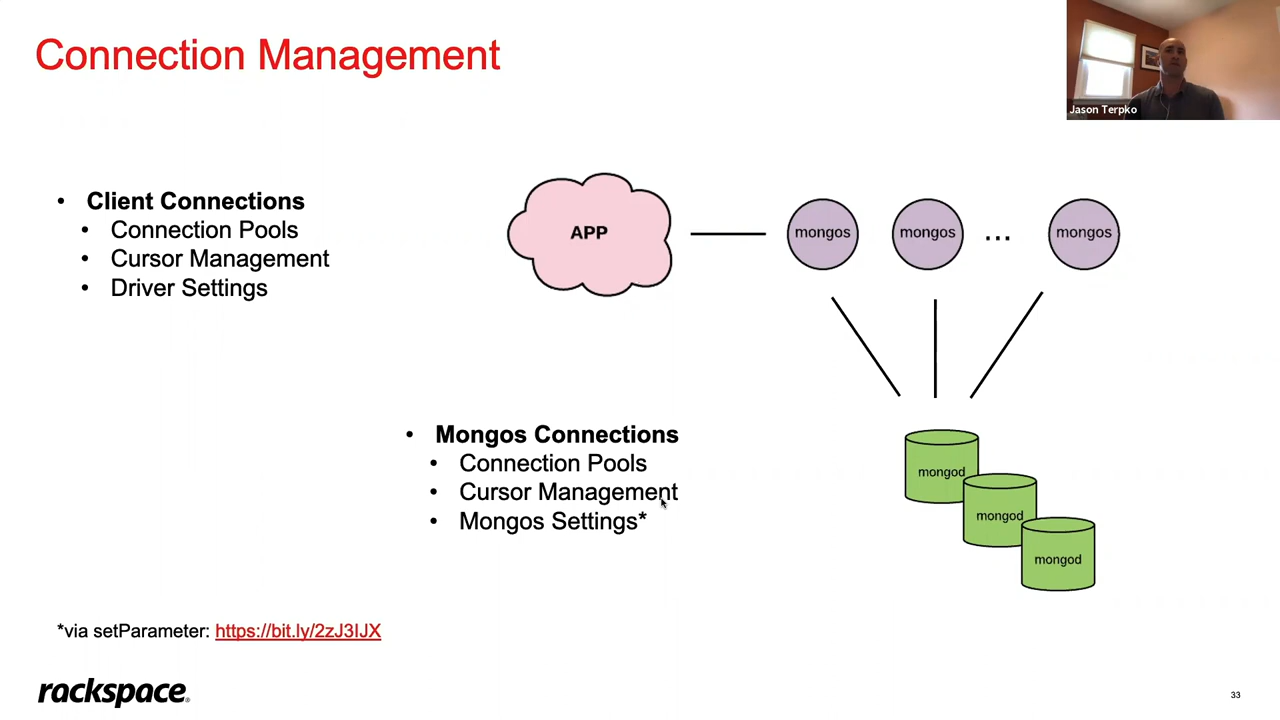 Connection Management
Jason Terpko
• Client Connections
• Connection Pools
• Cursor Management
• Driver Settings
APP
mongos
mongos
...
mongos
• Mongos Connections
• Connection Pools
• Cursor Management
• Mongos Settings*
mongod
mongod
mongod
*via setParameter: https://bit.ly/2zJ3IJX
rackspace®
33